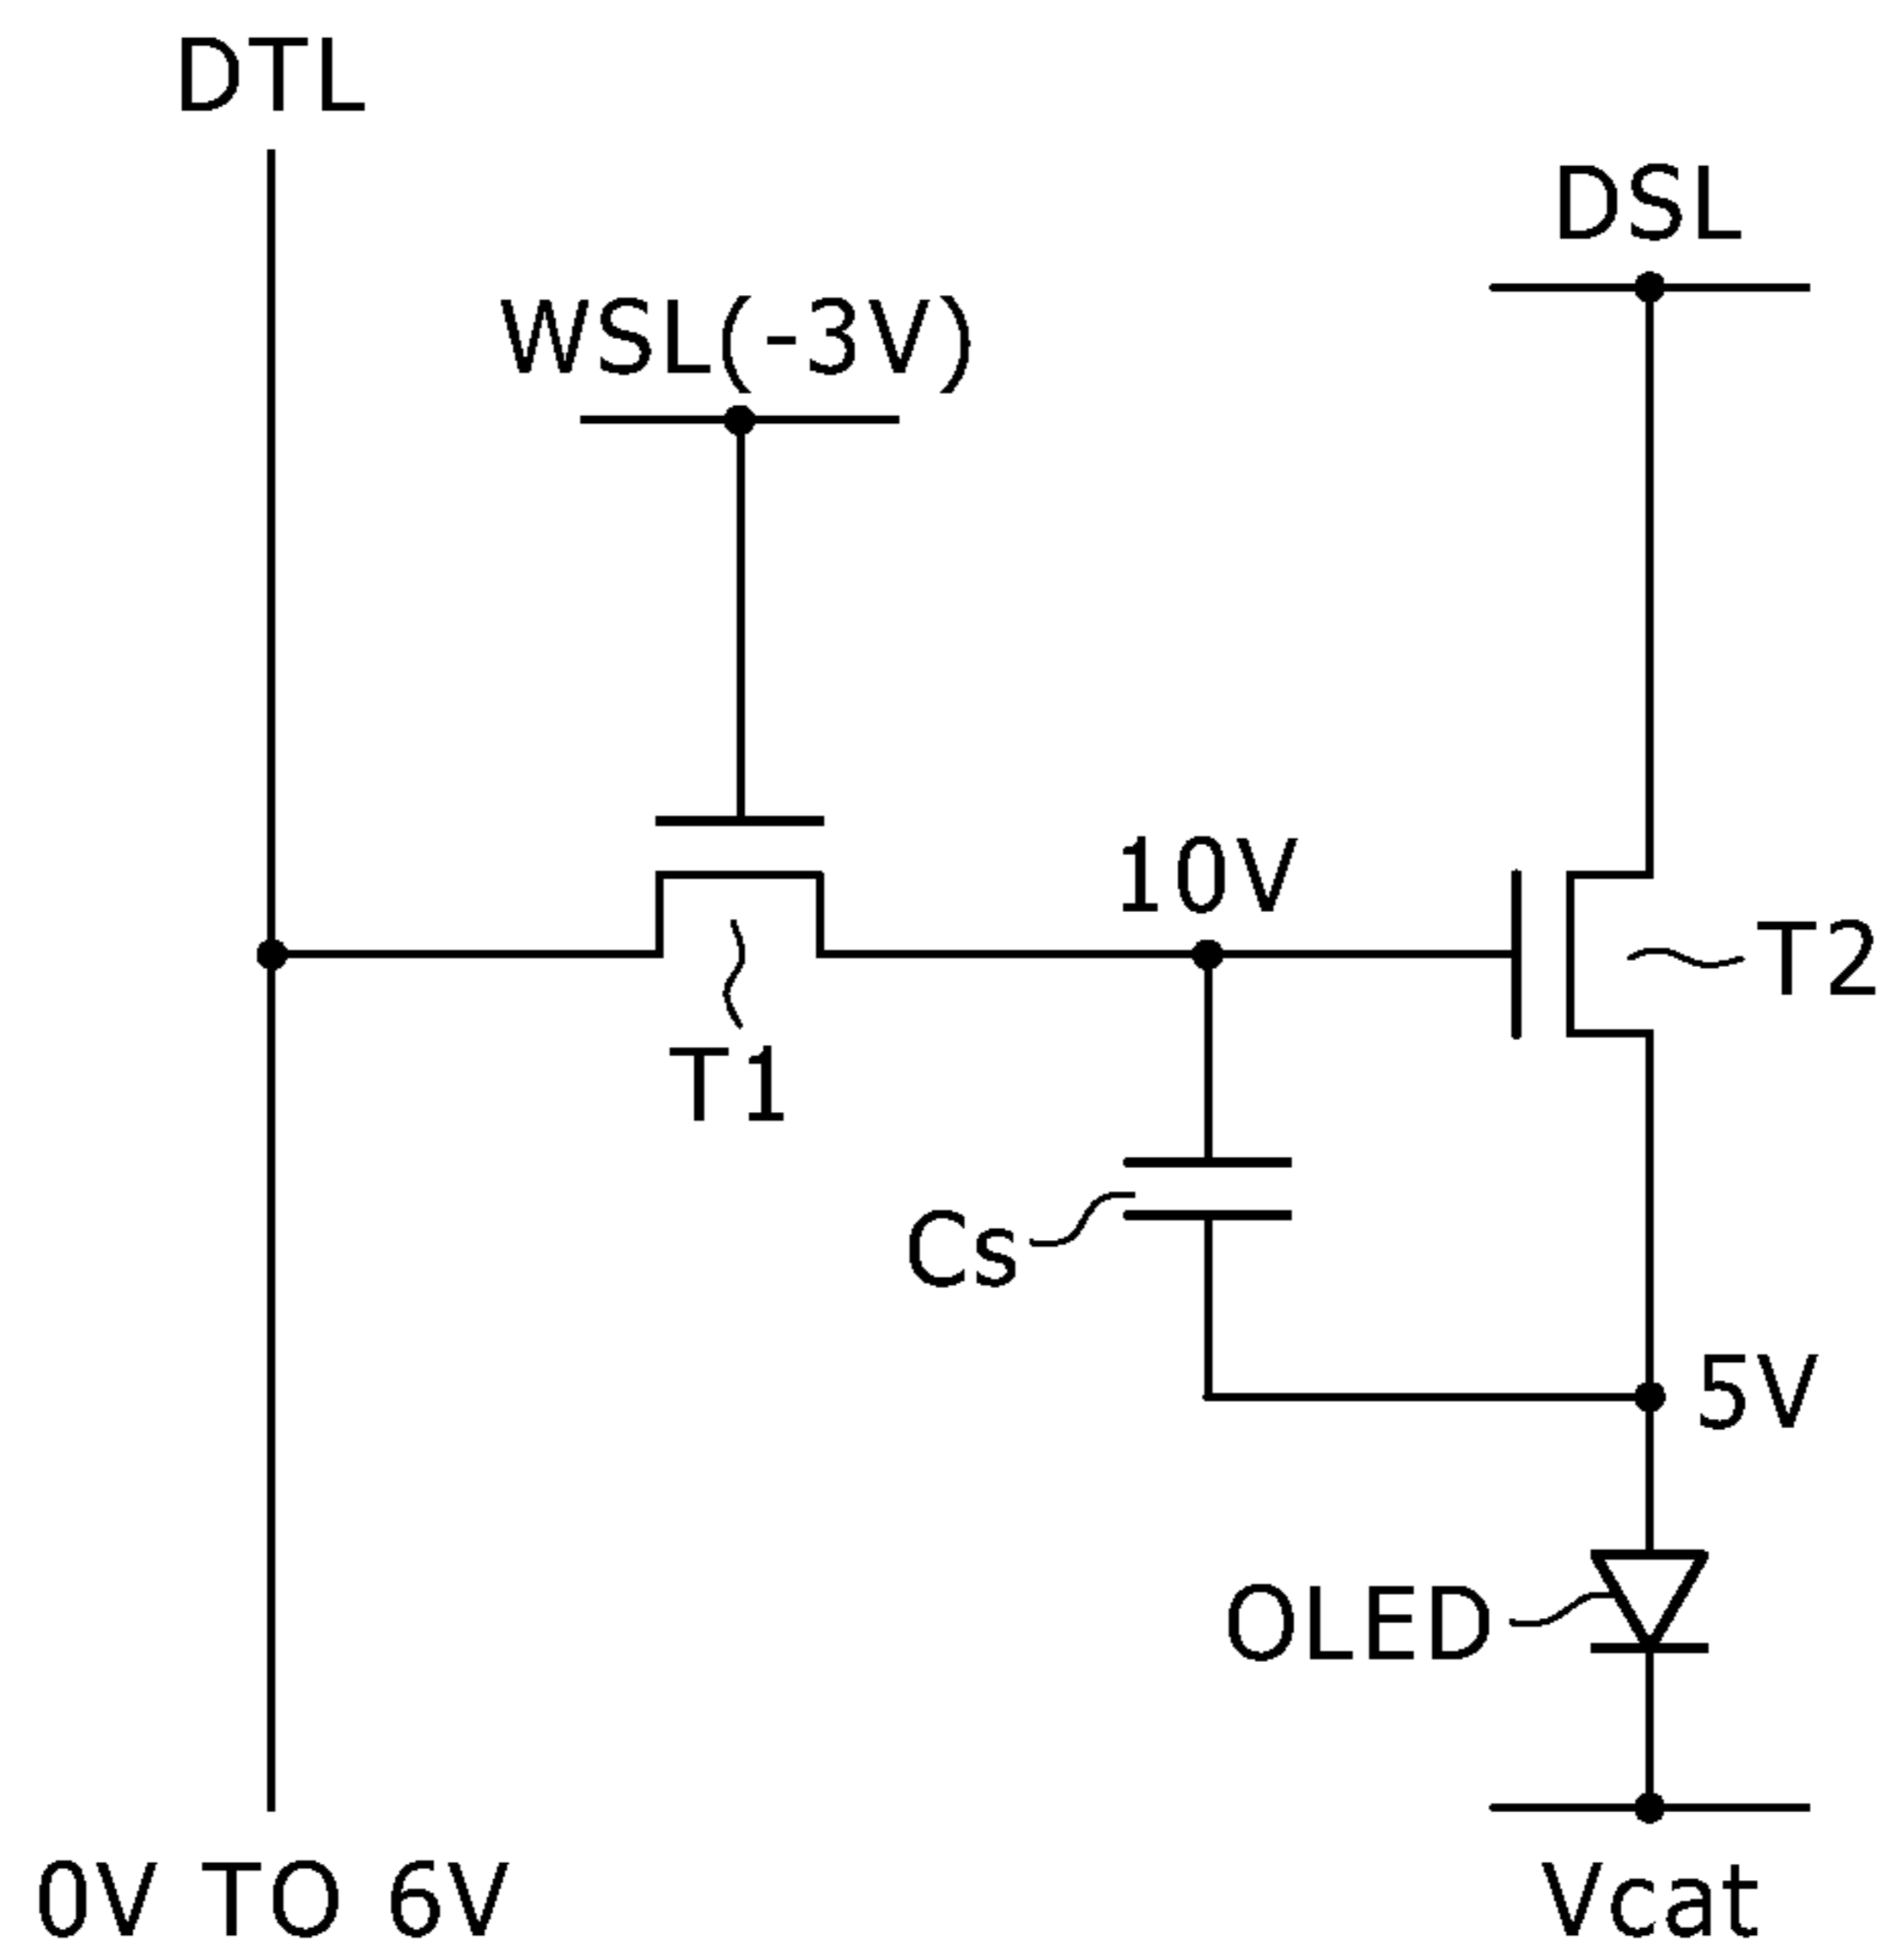 DTL
DSL
WSL(-3V)
10V
T2
T1
Cs
5V
OLED
0V TO 6V
Vcat